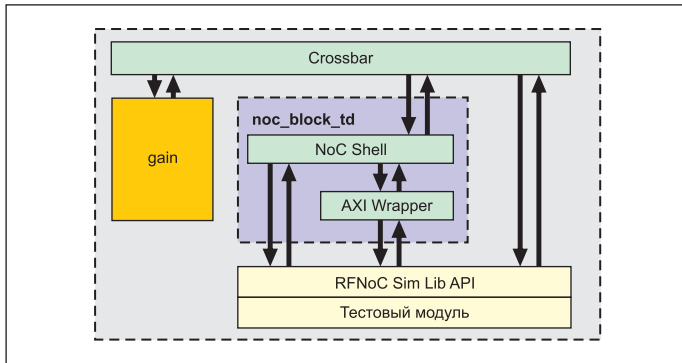 Crossbar
noc_block_td
gain
NoC Shell
AXI Wrapper
RFNoC Sim Lib API
Тестовый модуль